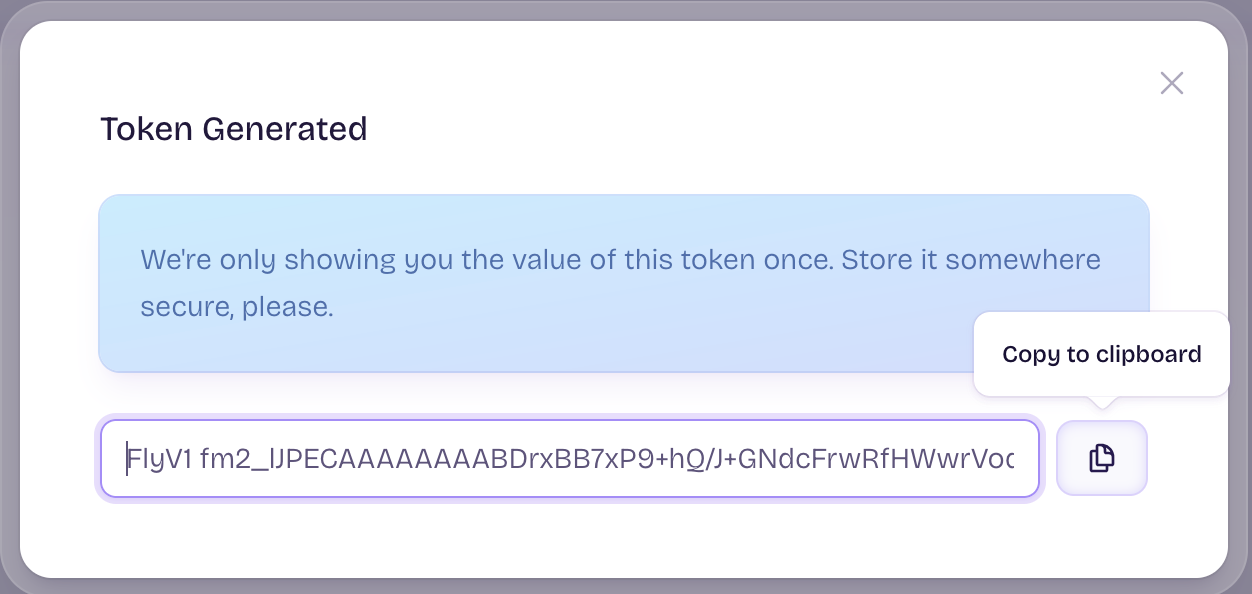 Token Generated
We're only showing you the value of this token once. Store it somewhere
secure, please.
Copy to clipboard
FlyV1 fm2_lJPECAAAAAAAABDrxBB7xP9+hQ/J+GNdcFrwRfHWwrVo